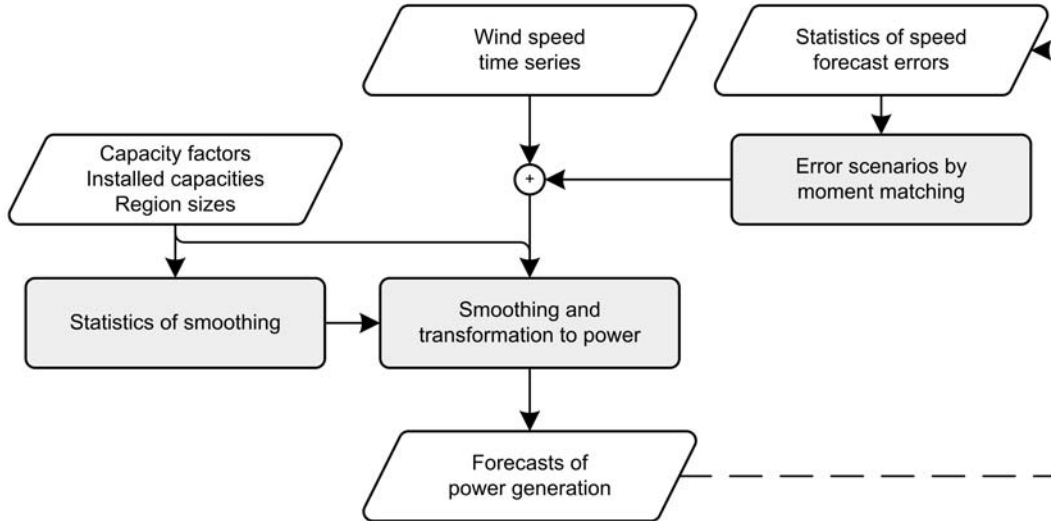 Wind speed
time series
Statistics of speed
forecast errors
Capacity factors
Installed capacities
Region sizes
+
Error scenarios by
moment matching
Statistics of smoothing
Smoothing and
transformation to power
Forecasts of
power generation